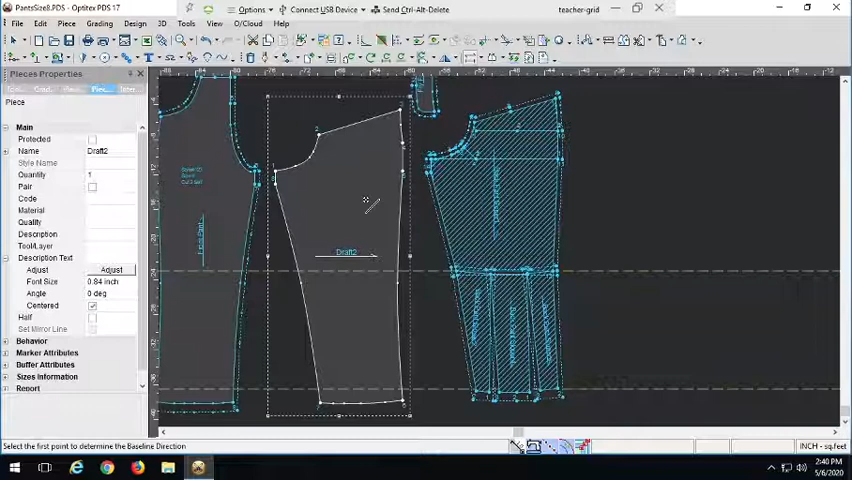 PantsSize8.PDS - Optitex PDS 17
Options
Connect USB Device
Send Ctrl-Alt-Delete
teacher-grid
File
Edit
Piece
Grading
Design
3D
Tools
View
I/O
Extra
Window
Help
Pieces Properties
Piece
Main
Protected
Name
Draft2
Style Name
Quantity
1
Pair
Code
Material
Quality
Description
Tool/Layer
Description Text
Adjust
Adjust
Font Size
0.84 inch
Angle
0 deg
Centered
Half
Set Mirror Line
Behavior
Marker Attributes
Buffer Attributes
Sizes Information
Report
Draft2
Select the first point to determine the Baseline Direction
INCH - sq.feet
2:40 PM
5/6/2020